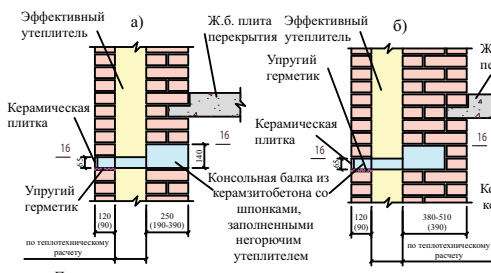 Эффективный
утеплитель
а)
Ж.б. плита
перекрытия
Керамическая
плитка
16
16
65
140
Упругий
герметик
Консольная балка из
керамзитобетона со
шпонками,
заполненными
негорючим
утеплителем
120
(90)
250
(190-390)
по теплотехническому
расчету
Эффективный
утеплитель
б)
Упругий
герметик
Керамическая
плитка
16
16
65
120
(90)
380-510
(390)
по теплотехническому
расчету